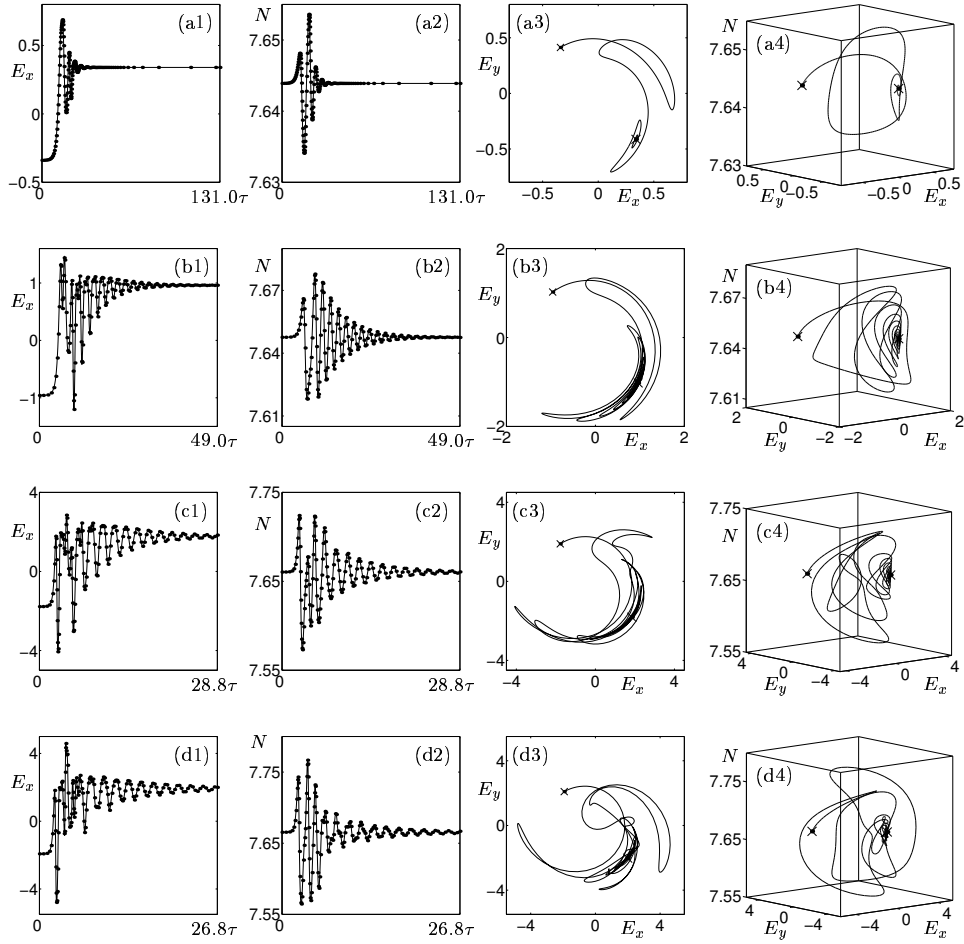 (a1)
0.5
E_x
0
−0.5
0
131.0τ
(a2)
N
7.65
7.64
7.63
0
131.0τ
(a3)
0.5
E_y
0
−0.5
−0.5
0
E_x
0.5
(a4)
N
7.65
7.64
7.63
0.5
E_y
−0.5
−0.5
0
E_x
0.5
(b1)
1
E_x
0
−1
0
49.0τ
(b2)
N
7.67
7.64
7.61
0
49.0τ
(b3)
2
E_y
0
−2
−2
0
E_x
2
(b4)
N
7.67
7.64
7.61
2
E_y
0
−2
−2
0
E_x
2
(c1)
4
E_x
0
−4
0
28.8τ
(c2)
7.75
N
7.65
7.55
0
28.8τ
(c3)
4
E_y
0
−4
−4
0
E_x
4
(c4)
7.75
N
7.65
7.55
4
E_y
0
−4
−4
0
E_x
4
(d1)
4
E_x
0
−4
0
26.8τ
(d2)
N
7.75
7.65
7.55
0
26.8τ
(d3)
4
E_y
0
−4
−4
0
E_x
4
(d4)
N
7.75
7.65
7.55
4
E_y
0
−4
−4
0
E_x
4